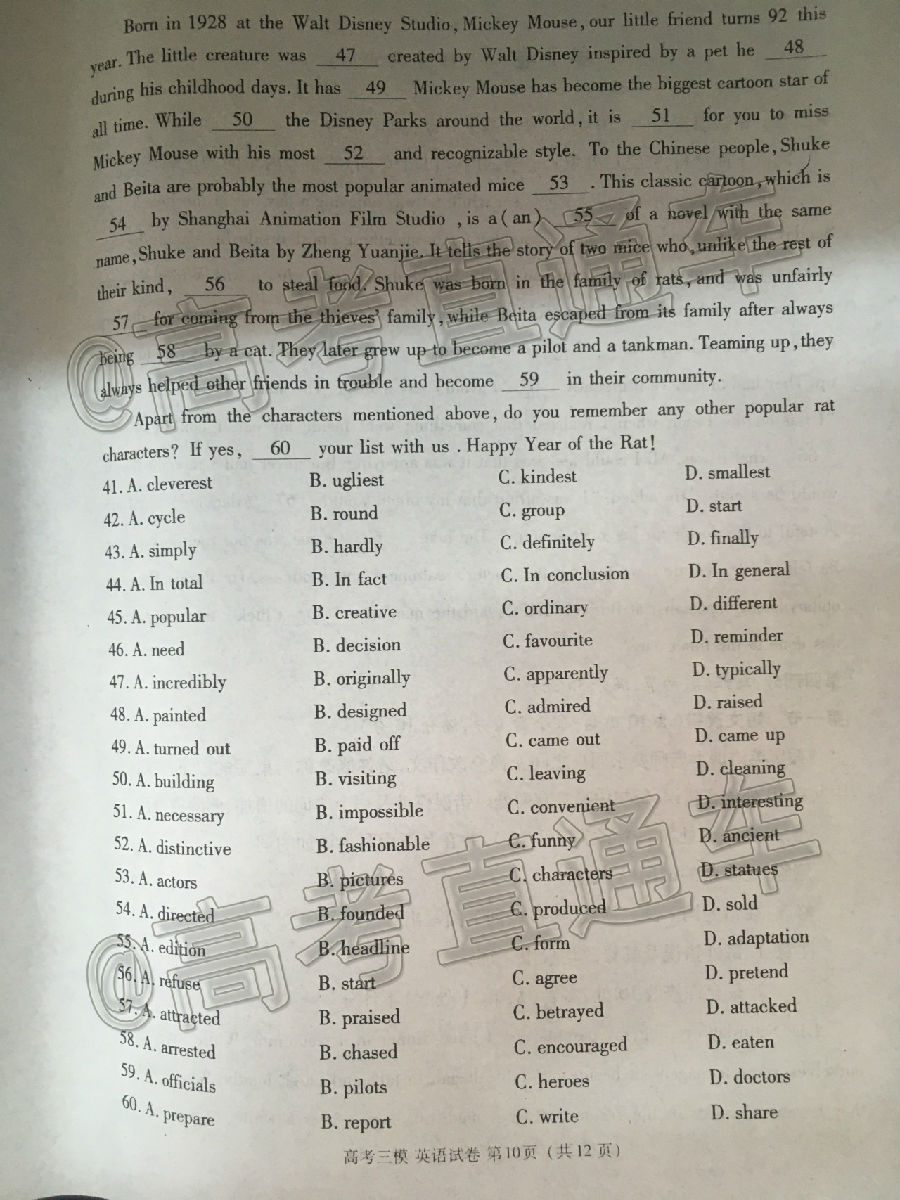 Born in 1928 at the Walt Disney Studio, Mickey Mouse, our little friend turns 92 this
year. The little creature was 47 created by Walt Disney inspired by a pet he 48
during his childhood days. It has 49 Mickey Mouse has become the biggest cartoon star of
all time. While 50 the Disney Parks around the world, it is 51 for you to miss
Mickey Mouse with his most 52 and recognizable style. To the Chinese people, Shuke
and Beita are probably the most popular animated mice 53 . This classic cartoon, which is
54 by Shanghai Animation Film Studio , is a(an) 55 of a novel with the same
name, Shuke and Beita by Zheng Yuanjie. It tells the story of two mice who, unlike the rest of
their kind, 56 to steal food. Shuke was born in the family of rats, and was unfairly
57 for coming from the thieves' family, while Beita escaped from its family after always
being 58 by a cat. They later grew up to become a pilot and a tankman. Teaming up, they
always helped other friends in trouble and become 59 in their community.
Apart from the characters mentioned above, do you remember any other popular rat
characters? If yes, 60 your list with us . Happy Year of the Rat!
41. A. cleverest B. ugliest C. kindest D. smallest
42. A. cycle B. round C. group D. start
43. A. simply B. hardly C. definitely D. finally
44. A. In total B. In fact C. In conclusion D. In general
45. A. popular B. creative C. ordinary D. different
46. A. need B. decision C. favourite D. reminder
47. A. incredibly B. originally C. apparently D. typically
48. A. painted B. designed C. admired D. raised
49. A. turned out B. paid off C. came out D. came up
50. A. building B. visiting C. leaving D. cleaning
51. A. necessary B. impossible C. convenient D. interesting
52. A. distinctive B. fashionable C. funny D. ancient
53. A. actors B. pictures C. characters D. statues
54. A. directed B. founded C. produced D. sold
55. A. edition B. headline C. form D. adaptation
56. A. refuse B. start C. agree D. pretend
57. A. attracted B. praised C. betrayed D. attacked
58. A. arrested B. chased C. encouraged D. eaten
59. A. officials B. pilots C. heroes D. doctors
60. A. prepare B. report C. write D. share
高考三模 英语试卷 第10页（共12页）
@高考直通车
@高考直通车